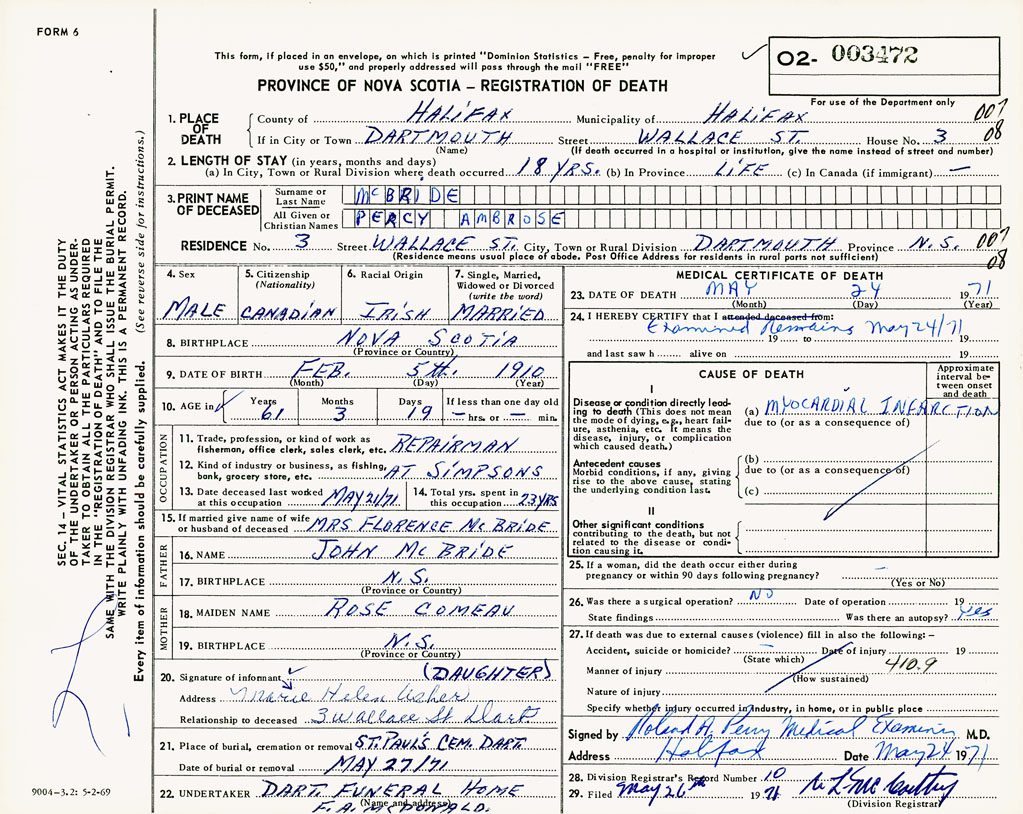 FORM 6
This form, if placed in an envelope, on which is printed "Dominion Statistics – Free, penalty for improper
use $50," and properly addressed will pass through the mail "FREE"
02- 003472
PROVINCE OF NOVA SCOTIA – REGISTRATION OF DEATH
For use of the Department only
1. PLACE OF DEATH
County of HALIFAX Municipality of HALIFAX 007
If in City or Town DARTMOUTH Street WALLACE ST. House No. 3 08
(Name) (If death occurred in a hospital or institution, give the name instead of street and number)
2. LENGTH OF STAY (in years, months and days)
(a) In City, Town or Rural Division where death occurred 18 YRS. (b) In Province LIFE (c) In Canada (if immigrant) —
3. PRINT NAME OF DECEASED
Surname or Last Name McBRIDE
All Given or Christian Names PERCY AMBROSE
RESIDENCE No. 3 Street WALLACE ST. City, Town or Rural Division DARTMOUTH Province N.S. 007
(Residence means usual place of abode. Post Office Address for residents in rural parts not sufficient) 08
4. Sex
MALE
5. Citizenship (Nationality)
CANADIAN
6. Racial Origin
IRISH
7. Single, Married, Widowed or Divorced (write the word)
MARRIED
8. BIRTHPLACE NOVA SCOTIA
(Province or Country)
9. DATE OF BIRTH FEB. 5th. 1910
(Month) (Day) (Year)
10. AGE in Years 61 Months 3 Days 19 If less than one day old — hrs. or — min.
OCCUPATION
11. Trade, profession, or kind of work as fisherman, office clerk, sales clerk, etc. REPAIRMAN
12. Kind of industry or business, as fishing, bank, grocery store, etc. AT SIMPSONS
13. Date deceased last worked at this occupation MAY 21/71
14. Total yrs. spent in this occupation 23 YRS
15. If married give name of wife or husband of deceased MRS FLORENCE McBRIDE
FATHER
16. NAME JOHN McBRIDE
17. BIRTHPLACE N.S.
(Province or Country)
MOTHER
18. MAIDEN NAME ROSE COMEAU
19. BIRTHPLACE N.S.
(Province or Country)
20. Signature of informant (DAUGHTER)
Address Marie Helen Usher
Relationship to deceased 3 Wallace St Dart
21. Place of burial, cremation or removal ST. PAUL'S CEM. DART.
Date of burial or removal MAY 27/71
22. UNDERTAKER DART FUNERAL HOME
(Name and address)
F.A. McDONALD.
MEDICAL CERTIFICATE OF DEATH
23. DATE OF DEATH MAY 24 1971
(Month) (Day) (Year)
24. I HEREBY CERTIFY that I attended deceased from:
Examined Remains May 24/71
19 to 19
and last saw h alive on 19
CAUSE OF DEATH
Approximate interval between onset and death
I
Disease or condition directly leading to death (This does not mean the mode of dying, e.g., heart failure, asthenia, etc. It means the disease, injury, or complication which caused death.)
(a) MYOCARDIAL INFARCTION
due to (or as a consequence of)
Antecedent causes
Morbid conditions, if any, giving rise to the above cause, stating the underlying condition last.
(b)
due to (or as a consequence of)
(c)
II
Other significant conditions contributing to the death, but not related to the disease or condition causing it.
25. If a woman, did the death occur either during pregnancy or within 90 days following pregnancy? —
(Yes or No)
26. Was there a surgical operation? NO Date of operation 19
State findings Was there an autopsy? Yes
27. If death was due to external causes (violence) fill in also the following: –
Accident, suicide or homicide? — Date of injury 19
(State which) 410.9
Manner of injury
(How sustained)
Nature of injury
Specify whether injury occurred in industry, in home, or in public place
Signed by Roland A. Perry Medical Examiner M.D.
Address Halifax Date May 24 1971
28. Division Registrar's Record Number 10
29. Filed May 26th 1971
(Division Registrar)
SEC. 14 – VITAL STATISTICS ACT MAKES IT THE DUTY
OF THE UNDERTAKER OR PERSON ACTING AS UNDER-
TAKER TO OBTAIN ALL THE PARTICULARS REQUIRED
IN THE "REGISTRATION OF DEATH" AND TO FILE THE
SAME WITH THE DIVISION REGISTRAR WHO SHALL ISSUE THE BURIAL PERMIT.
WRITE PLAINLY WITH UNFADING INK. THIS IS A PERMANENT RECORD.
Every item of information should be carefully supplied. (See reverse side for instructions.)
9004–3.2: 5-2-69